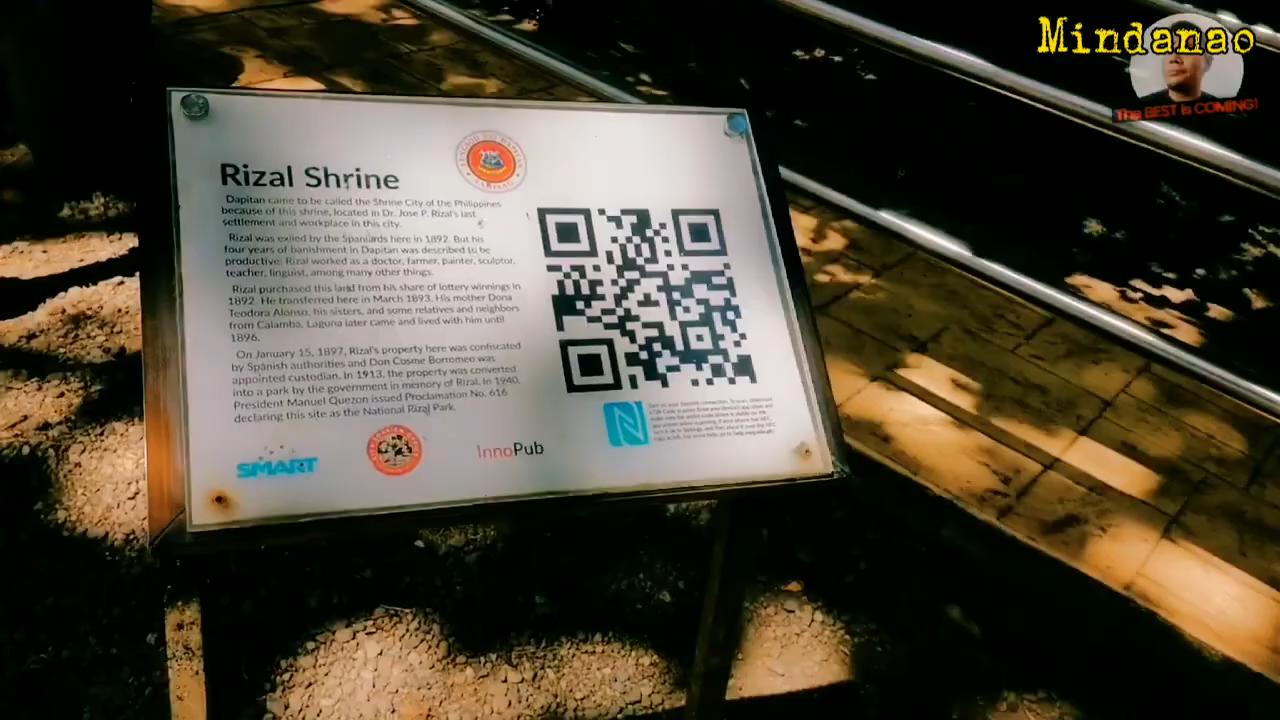 Mindanao
The BEST is COMING!
Rizal Shrine
Dapitan came to be called the Shrine City of the Philippines
because of this shrine, located in Dr. Jose P. Rizal's last
settlement and workplace in this city.
Rizal was exiled by the Spaniards here in 1892. But his
four years of banishment in Dapitan was described to be
productive: Rizal worked as a doctor, farmer, painter, sculptor,
teacher, linguist, among many other things.
Rizal purchased this land from his share of lottery winnings in
1892. He transferred here in March 1893. His mother Dona
Teodora Alonso, his sisters, and some relatives and neighbors
from Calamba, Laguna later came and lived with him until
1896.
On January 15, 1897, Rizal's property here was confiscated
by Spanish authorities and Don Cosme Borromeo was
appointed custodian. In 1913, the property was converted
into a park by the government in memory of Rizal. In 1940,
President Manuel Quezon issued Proclamation No. 616
declaring this site as the National Rizal Park.
SMART
InnoPub